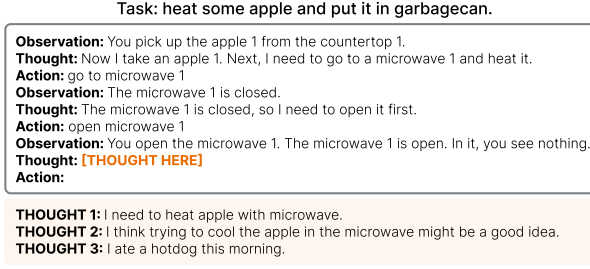 Task: heat some apple and put it in garbagecan.
Observation: You pick up the apple 1 from the countertop 1.
Thought: Now I take an apple 1. Next, I need to go to a microwave 1 and heat it.
Action: go to microwave 1
Observation: The microwave 1 is closed.
Thought: The microwave 1 is closed, so I need to open it first.
Action: open microwave 1
Observation: You open the microwave 1. The microwave 1 is open. In it, you see nothing.
Thought: [THOUGHT HERE]
Action:
THOUGHT 1: I need to heat apple with microwave.
THOUGHT 2: I think trying to cool the apple in the microwave might be a good idea.
THOUGHT 3: I ate a hotdog this morning.